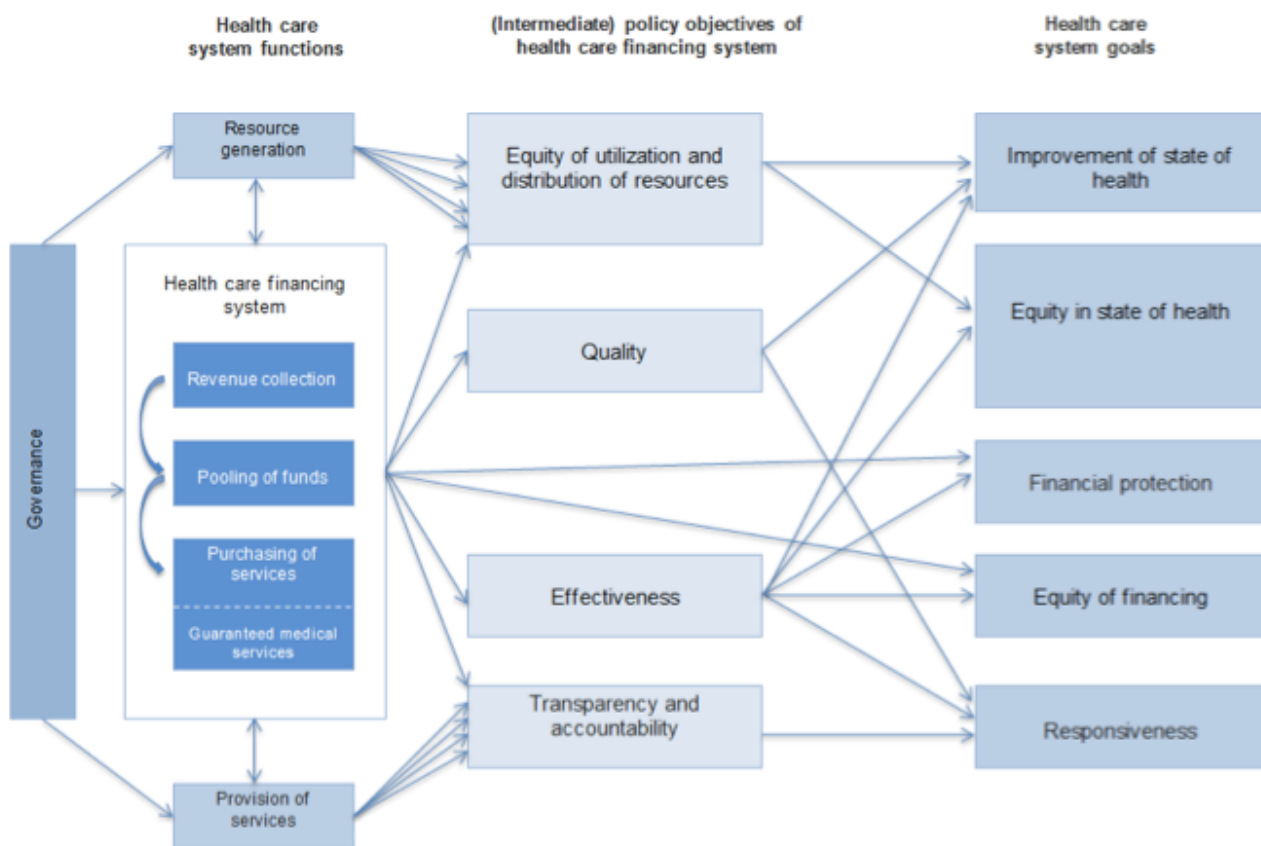 Health care
system functions
(Intermediate) policy objectives of
health care financing system
Health care
system goals
Governance
Resource
generation
Health care financing
system
Revenue collection
Pooling of funds
Purchasing of
services
Guaranteed medical
services
Provision of
services
Equity of utilization and
distribution of resources
Quality
Effectiveness
Transparency and
accountability
Improvement of state of
health
Equity in state of health
Financial protection
Equity of financing
Responsiveness